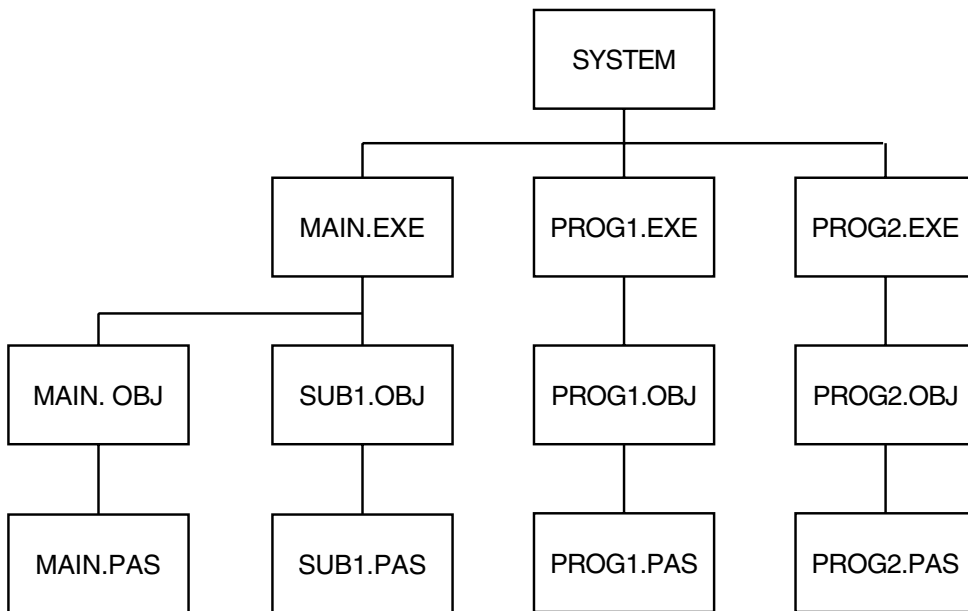 SYSTEM
MAIN.EXE
PROG1.EXE
PROG2.EXE
MAIN. OBJ
SUB1.OBJ
PROG1.OBJ
PROG2.OBJ
MAIN.PAS
SUB1.PAS
PROG1.PAS
PROG2.PAS